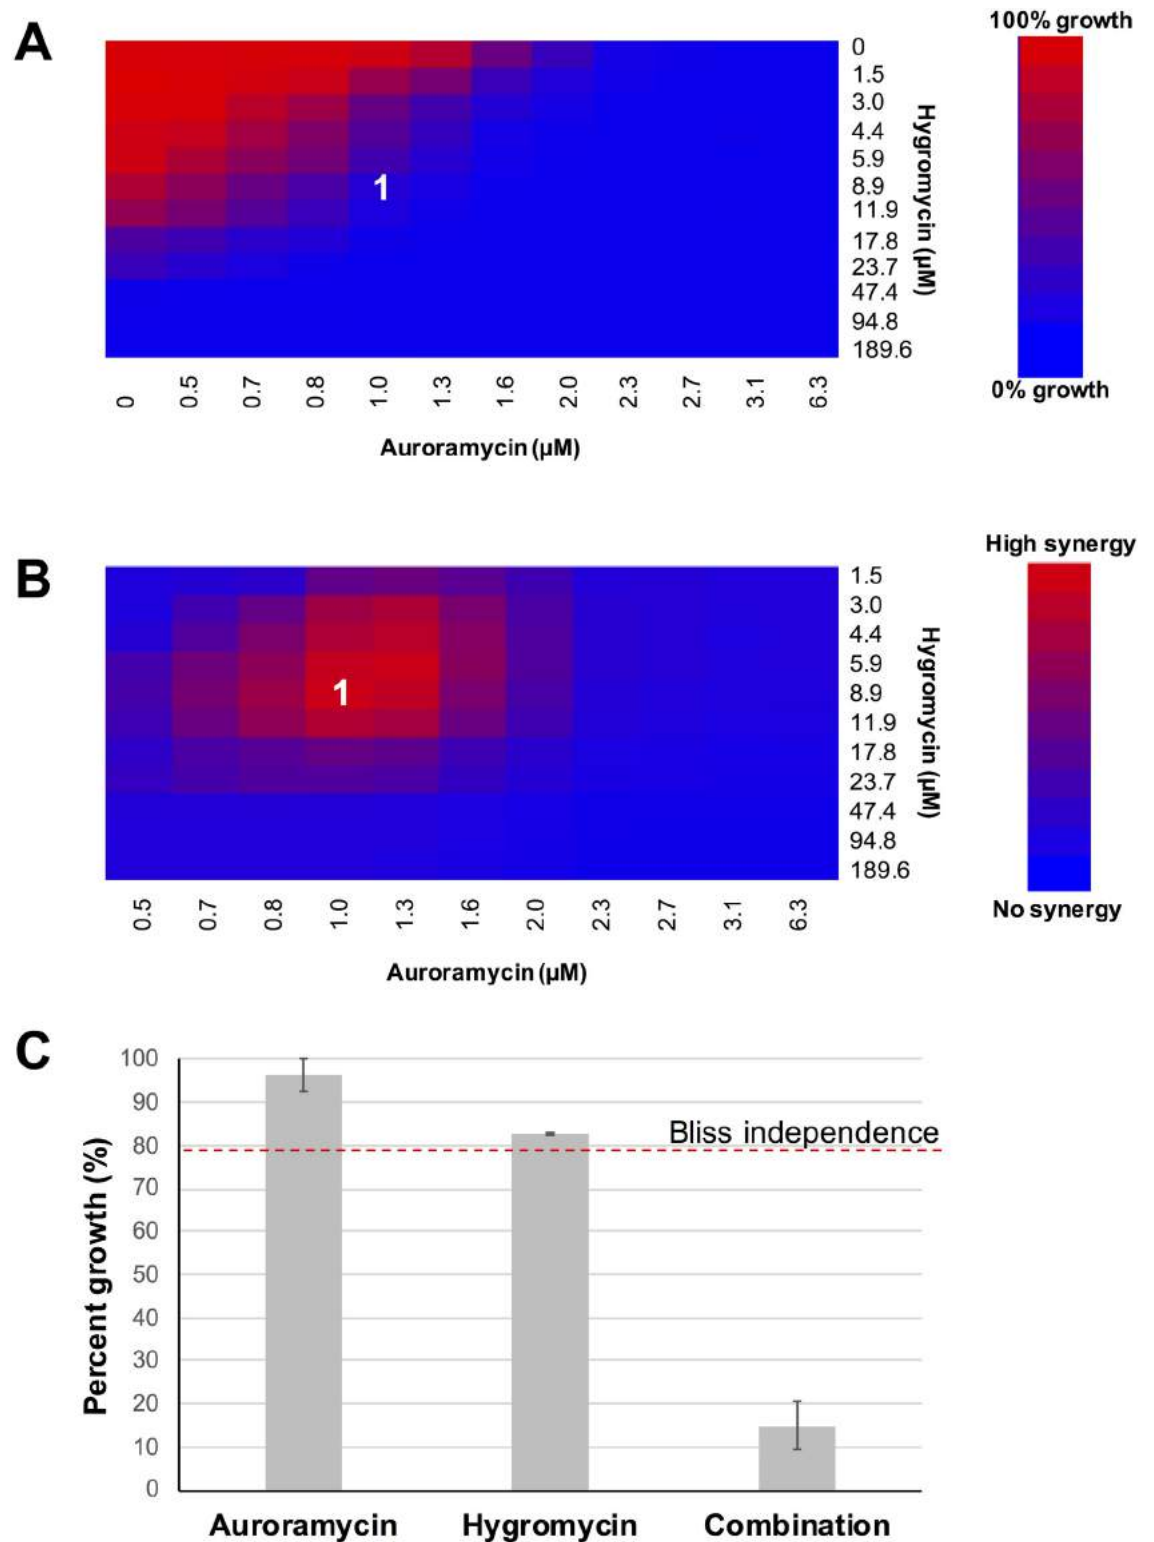 A
100% growth
0
1.5
3.0
4.4
5.9
8.9
11.9
17.8
23.7
47.4
94.8
189.6
Hygromycin (µM)
1
0% growth
0 0.5 0.7 0.8 1.0 1.3 1.6 2.0 2.3 2.7 3.1 6.3
Auroramycin (µM)
B
High synergy
1.5
3.0
4.4
5.9
8.9
11.9
17.8
23.7
47.4
94.8
189.6
Hygromycin (µM)
1
No synergy
0.5 0.7 0.8 1.0 1.3 1.6 2.0 2.3 2.7 3.1 6.3
Auroramycin (µM)
C
Percent growth (%)
100
90
80
70
60
50
40
30
20
10
0
Bliss independence
Auroramycin Hygromycin Combination